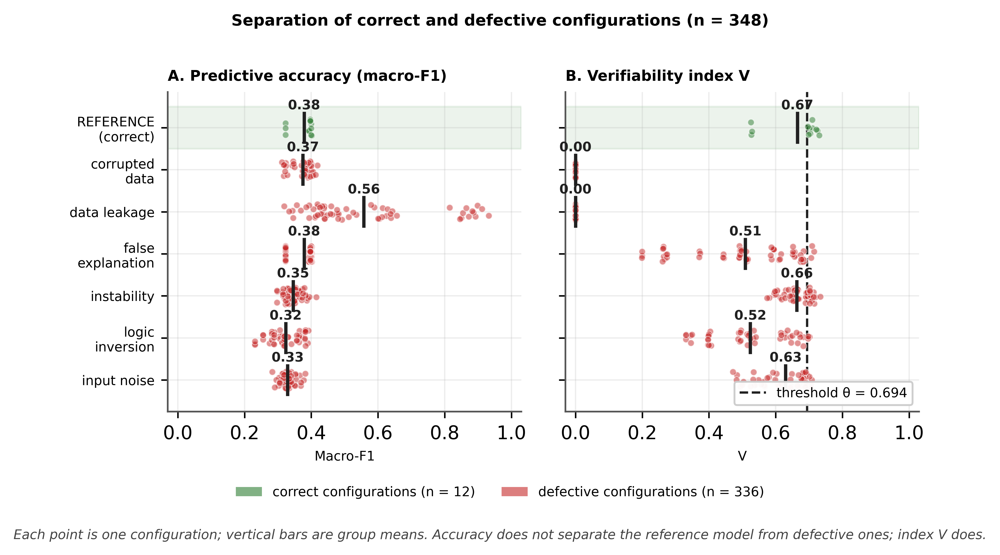 Separation of correct and defective configurations (n = 348)
A. Predictive accuracy (macro-F1)
REFERENCE
(correct)
corrupted
data
data leakage
false
explanation
instability
logic
inversion
input noise
0.38
0.37
0.56
0.38
0.35
0.32
0.33
0.0 0.2 0.4 0.6 0.8 1.0
Macro-F1
B. Verifiability index V
0.67
0.00
0.00
0.51
0.66
0.52
0.63
threshold θ = 0.694
0.0 0.2 0.4 0.6 0.8 1.0
V
correct configurations (n = 12) defective configurations (n = 336)
Each point is one configuration; vertical bars are group means. Accuracy does not separate the reference model from defective ones; index V does.